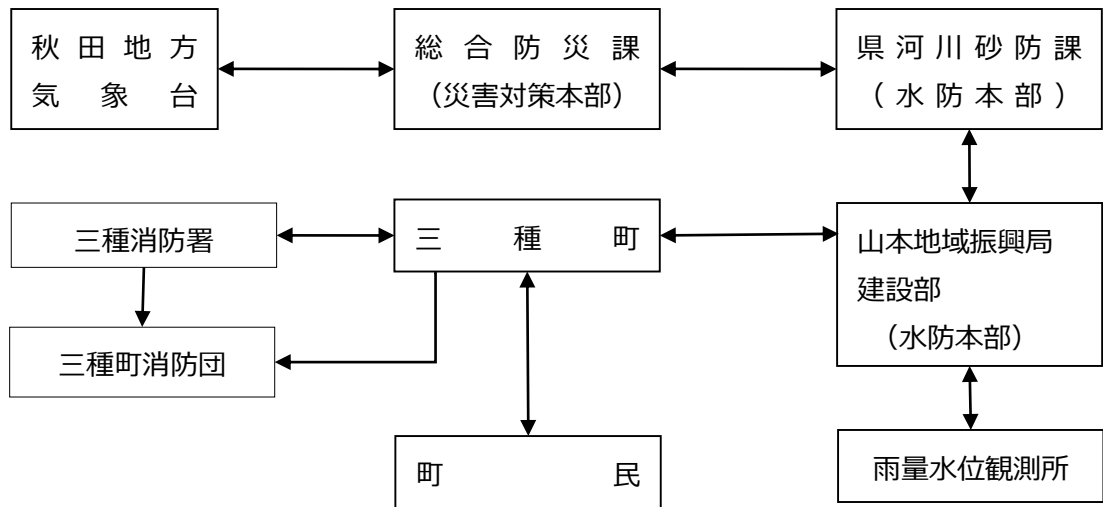 秋田地方
気象台
総合防災課
（災害対策本部）
県河川砂防課
（水防本部）
三種消防署
三種町
山本地域振興局
建設部
（水防本部）
三種町消防団
町民
雨量水位観測所